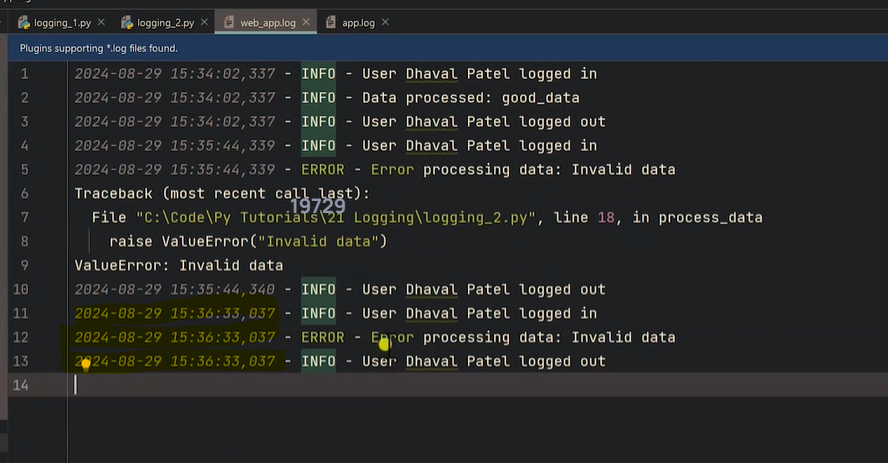 logging_1.py logging_2.py web_app.log app.log
Plugins supporting *.log files found.
1 2024-08-29 15:34:02,337 - INFO - User Dhaval Patel logged in
2 2024-08-29 15:34:02,337 - INFO - Data processed: good_data
3 2024-08-29 15:34:02,337 - INFO - User Dhaval Patel logged out
4 2024-08-29 15:35:44,339 - INFO - User Dhaval Patel logged in
5 2024-08-29 15:35:44,339 - ERROR - Error processing data: Invalid data
6 Traceback (most recent call last):
19729
7 File "C:\Code\Py Tutorials\21 Logging\logging_2.py", line 18, in process_data
8 raise ValueError("Invalid data")
9 ValueError: Invalid data
10 2024-08-29 15:35:44,340 - INFO - User Dhaval Patel logged out
11 2024-08-29 15:36:33,037 - INFO - User Dhaval Patel logged in
12 2024-08-29 15:36:33,037 - ERROR - Error processing data: Invalid data
13 2024-08-29 15:36:33,037 - INFO - User Dhaval Patel logged out
14